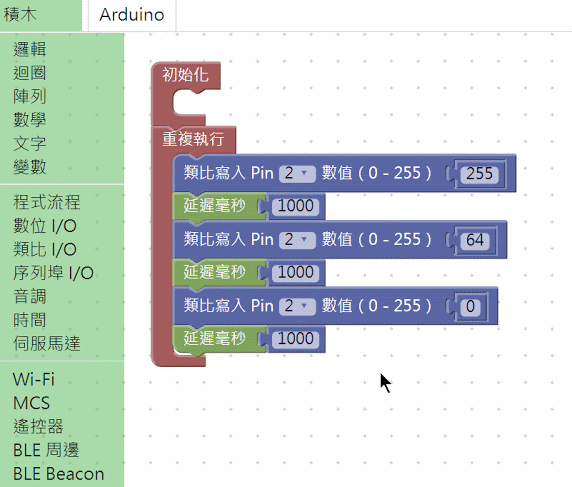 積木
Arduino
邏輯
迴圈
陣列
數學
文字
變數
程式流程
數位 I/O
類比 I/O
序列埠 I/O
音調
時間
伺服馬達
Wi-Fi
MCS
遙控器
BLE 周邊
BLE Beacon
初始化
重複執行
類比寫入 Pin 2 數值 ( 0 - 255 ) 255
延遲毫秒 1000
類比寫入 Pin 2 數值 ( 0 - 255 ) 64
延遲毫秒 1000
類比寫入 Pin 2 數值 ( 0 - 255 ) 0
延遲毫秒 1000